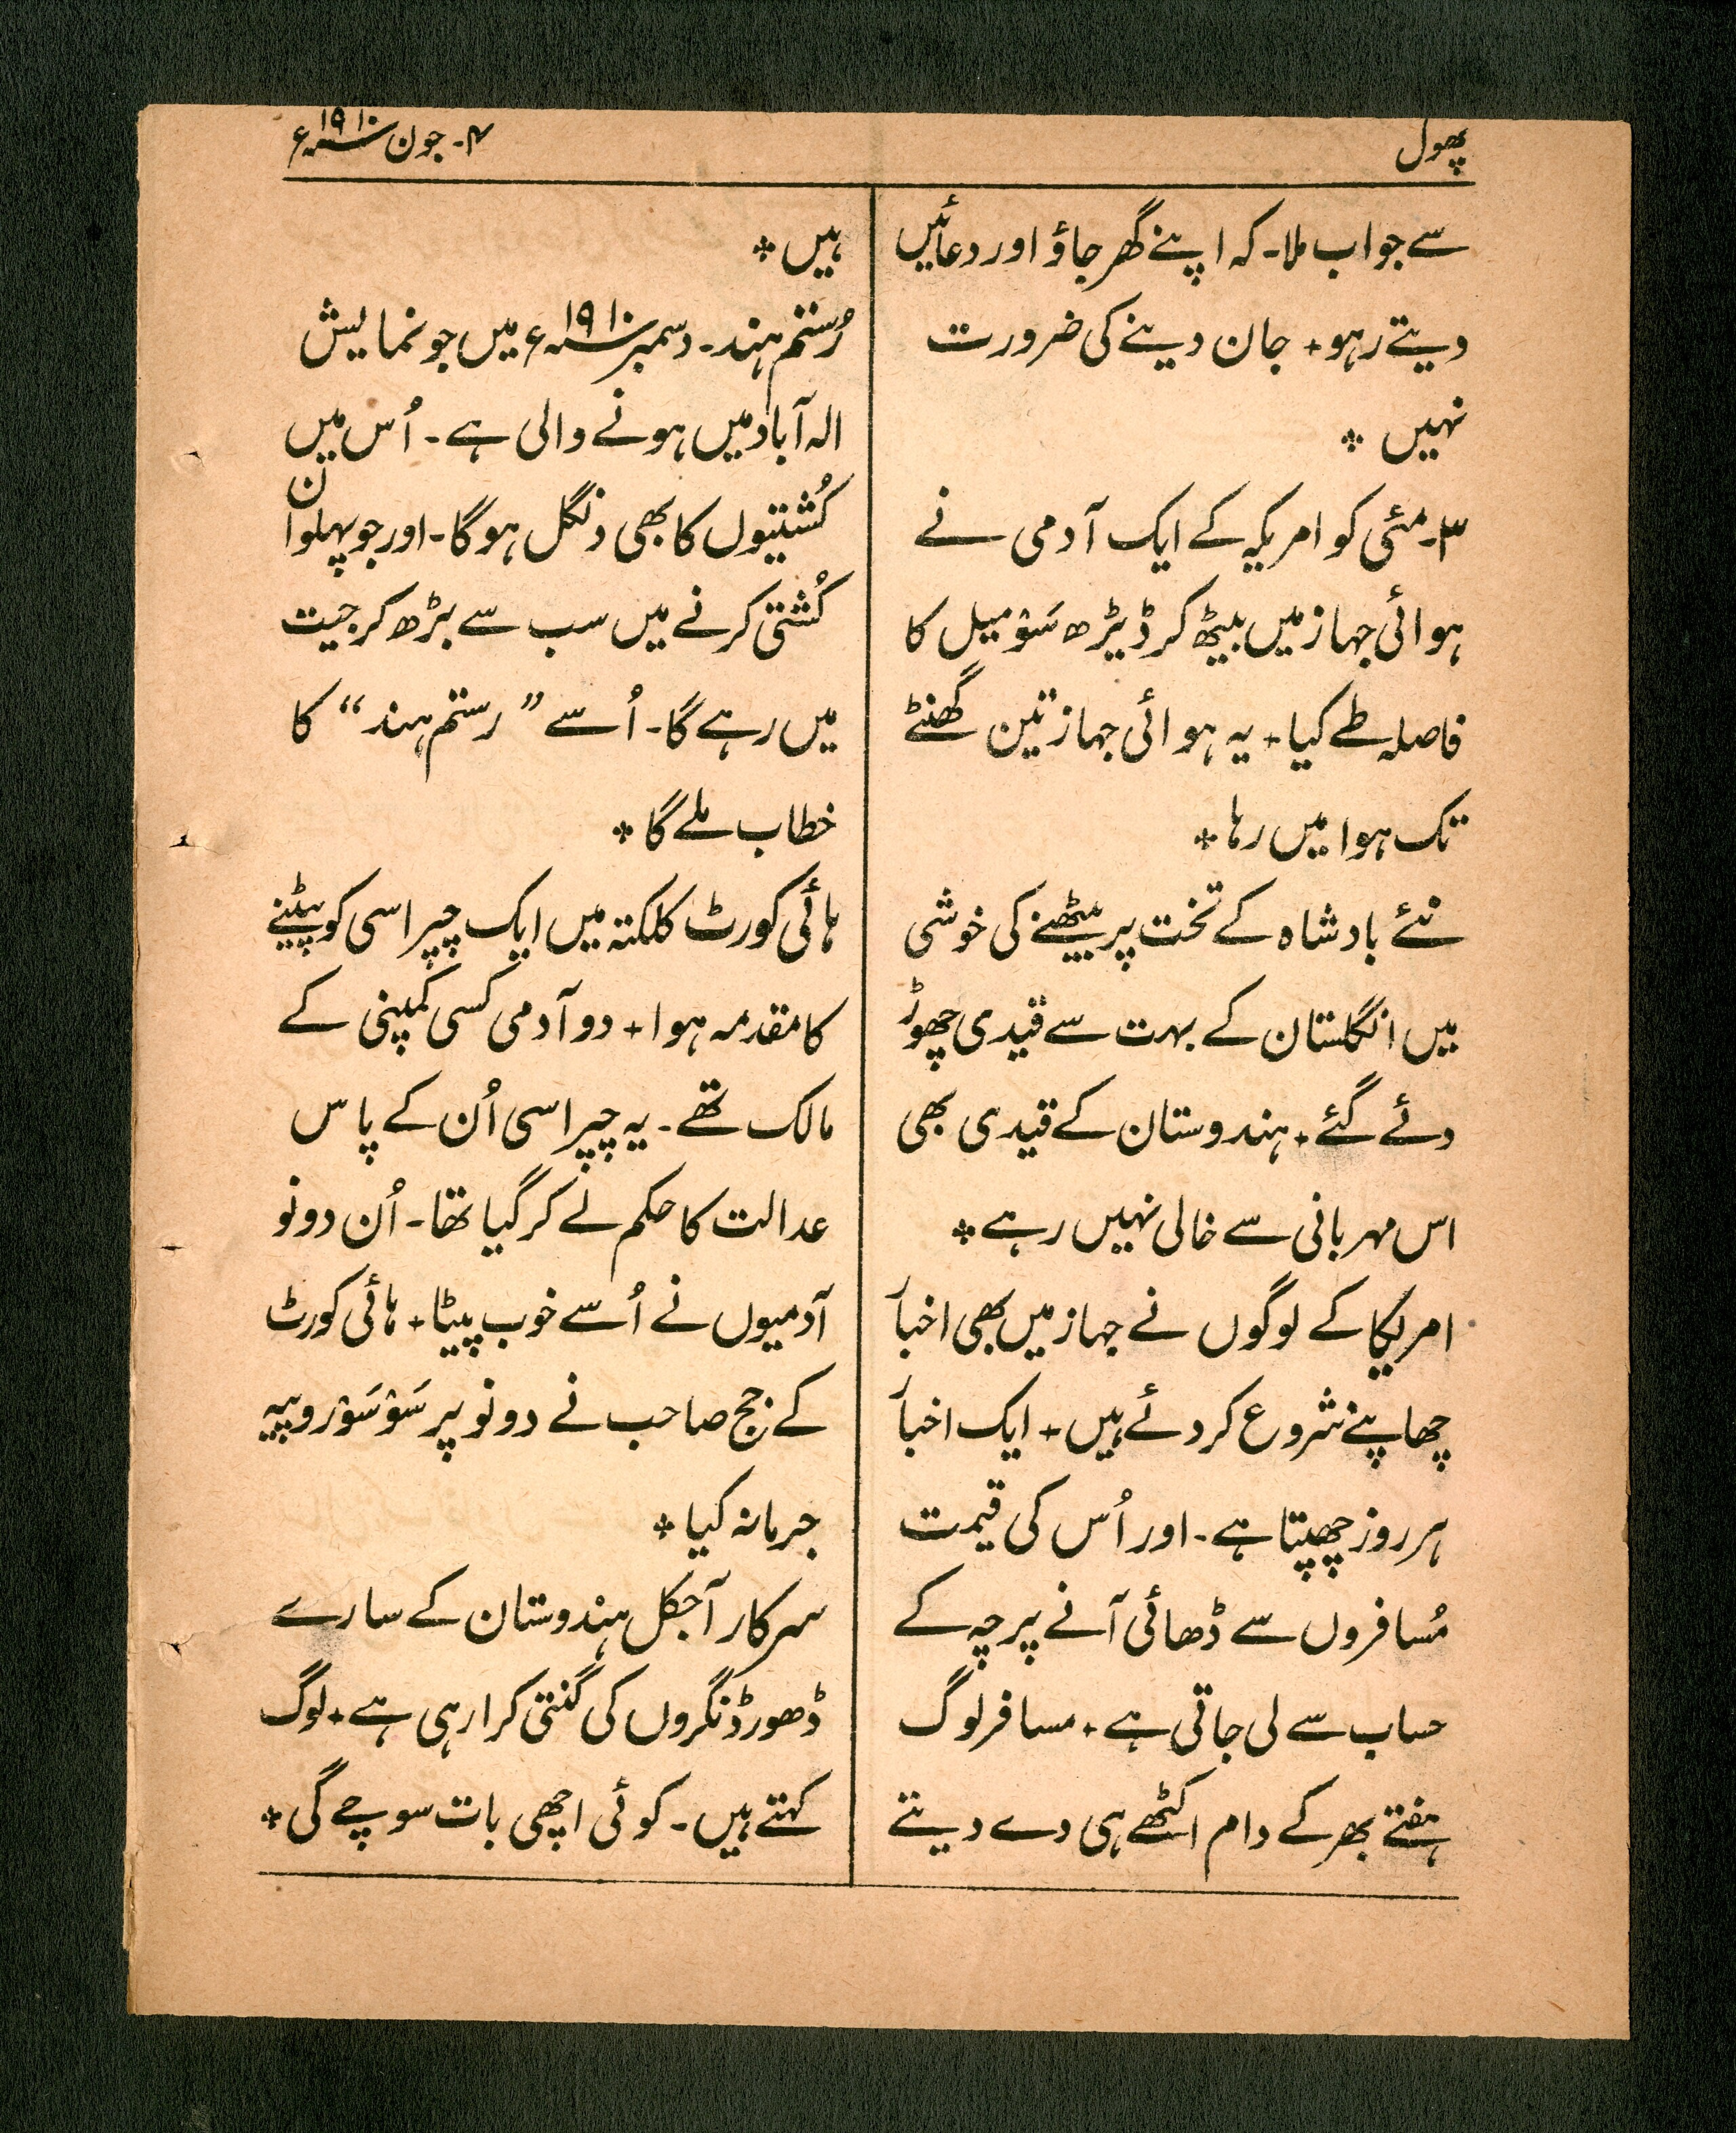 پھول
۴۔ جون ۱۹۱۰ء
سے جواب ملا۔ کہ اپنے گھر جاؤ اور دعائیں
دیتے رہو + جان دینے کی ضرورت
نہیں ❖
۳۔ مئی کو امریکہ کے ایک آدمی نے
ہوائی جہاز میں بیٹھ کر ڈیڑھ سَو میل کا
فاصلہ طے کیا + یہ ہوائی جہاز تین گھنٹے
تک ہوا میں رہا ❖
نئے بادشاہ کے تخت پر بیٹھنے کی خوشی
میں انگلستان کے بہت سے قیدی چھوڑ
دئے گئے + ہندوستان کے قیدی بھی
اس مہربانی سے خالی نہیں رہے ❖
امریکا کے لوگوں نے جہاز میں بھی اخبار
چھاپنے شروع کر دئے ہیں + ایک اخبار
ہر روز چھپتا ہے۔ اور اُس کی قیمت
مُسافروں سے ڈھائی آنے پرچہ کے
حساب سے لی جاتی ہے + مسافر لوگ
ہفتے بھر کے دام اکٹھے ہی دے دیتے
ہیں ❖
رُستم ہند۔ دسمبر ۱۹۱۰ء میں جو نمایش
الہ آباد میں ہونے والی ہے۔ اُس میں
کُشتیوں کا بھی دنگل ہوگا۔ اور جو پہلوان
کُشتی کرنے میں سب سے بڑھ کر جیت
میں رہے گا۔ اُسے ”رستم ہند“ کا
خطاب ملے گا ❖
ہائی کورٹ کلکتہ میں ایک چپراسی کو پیٹنے
کا مقدمہ ہوا + دو آدمی کسی کمپنی کے
مالک تھے۔ یہ چپراسی اُن کے پاس
عدالت کا حکم لے کر گیا تھا۔ اُن دونو
آدمیوں نے اُسے خوب پیٹا + ہائی کورٹ
کے جج صاحب نے دونو پر سَو سَو روپیہ
جرمانہ کیا ❖
سرکار آجکل ہندوستان کے سارے
ڈھور ڈنگروں کی گنتی کرا رہی ہے + لوگ
کہتے ہیں۔ کوئی اچھی بات سوچے گی ❖